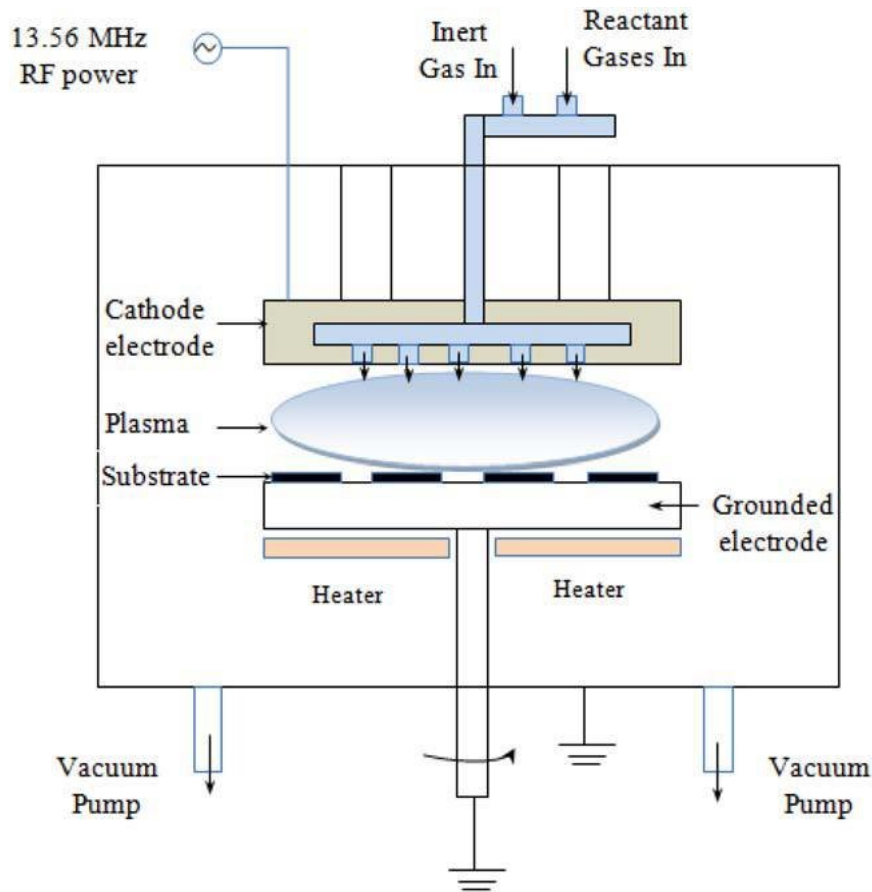 13.56 MHz
RF power
Inert
Gas In
Reactant
Gases In
Cathode
electrode
Plasma
Substrate
Grounded
electrode
Heater
Heater
Vacuum
Pump
Vacuum
Pump